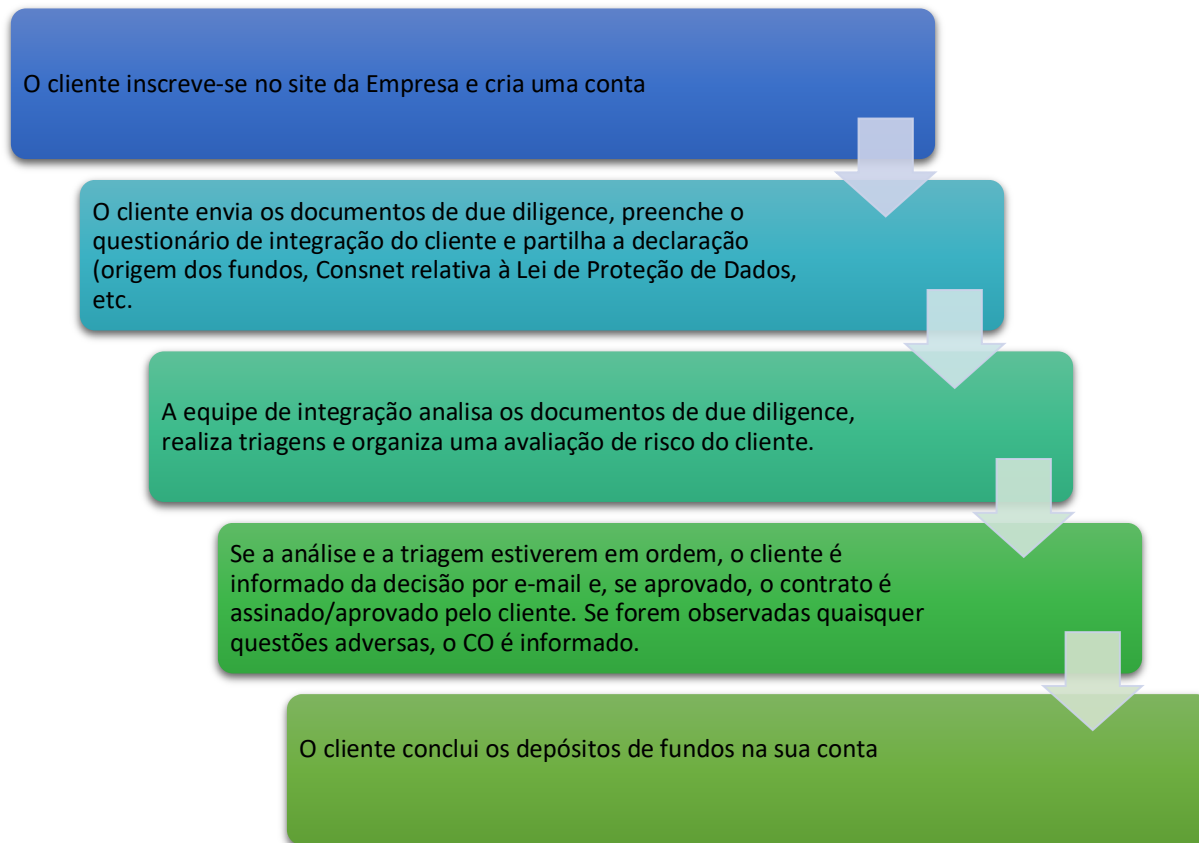 O cliente inscreve-se no site da Empresa e cria uma conta
O cliente envia os documentos de due diligence, preenche o
questionário de integração do cliente e partilha a declaração
(origem dos fundos, Consnet relativa à Lei de Proteção de Dados,
etc.
A equipe de integração analisa os documentos de due diligence,
realiza triagens e organiza uma avaliação de risco do cliente.
Se a análise e a triagem estiverem em ordem, o cliente é
informado da decisão por e-mail e, se aprovado, o contrato é
assinado/aprovado pelo cliente. Se forem observadas quaisquer
questões adversas, o CO é informado.
O cliente conclui os depósitos de fundos na sua conta